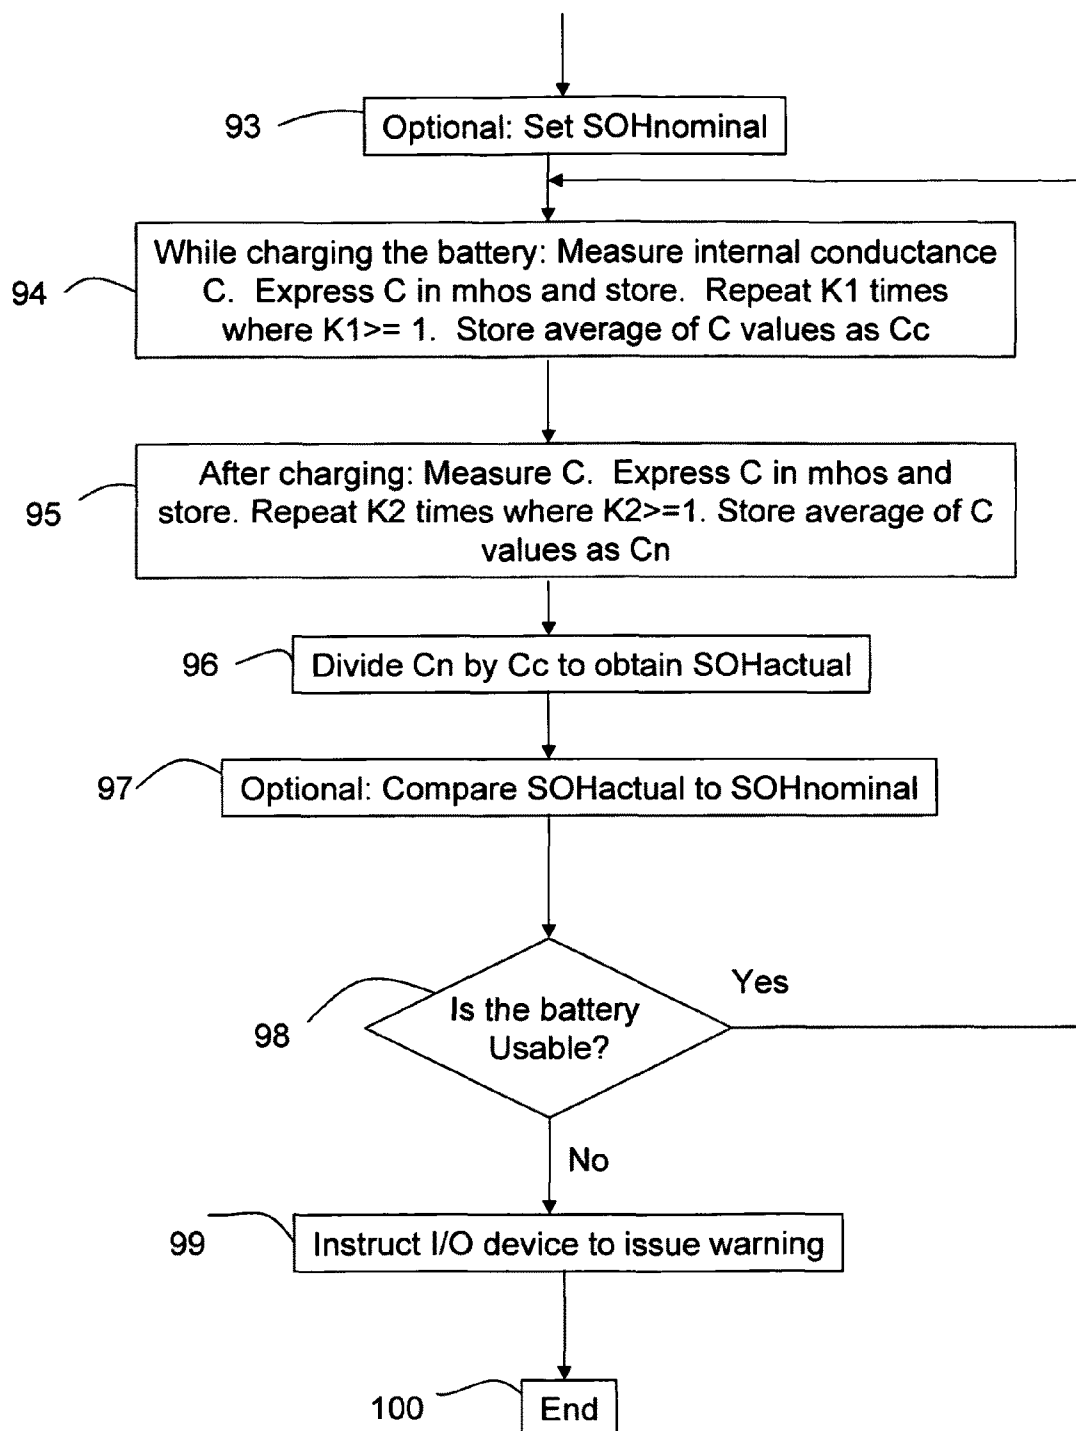 93
Optional: Set SOHnominal
94
While charging the battery: Measure internal conductance
C. Express C in mhos and store. Repeat K1 times
where K1>= 1. Store average of C values as Cc
95
After charging: Measure C. Express C in mhos and
store. Repeat K2 times where K2>=1. Store average of C
values as Cn
96
Divide Cn by Cc to obtain SOHactual
97
Optional: Compare SOHactual to SOHnominal
98
Is the battery
Usable?
Yes
No
99
Instruct I/O device to issue warning
100
End